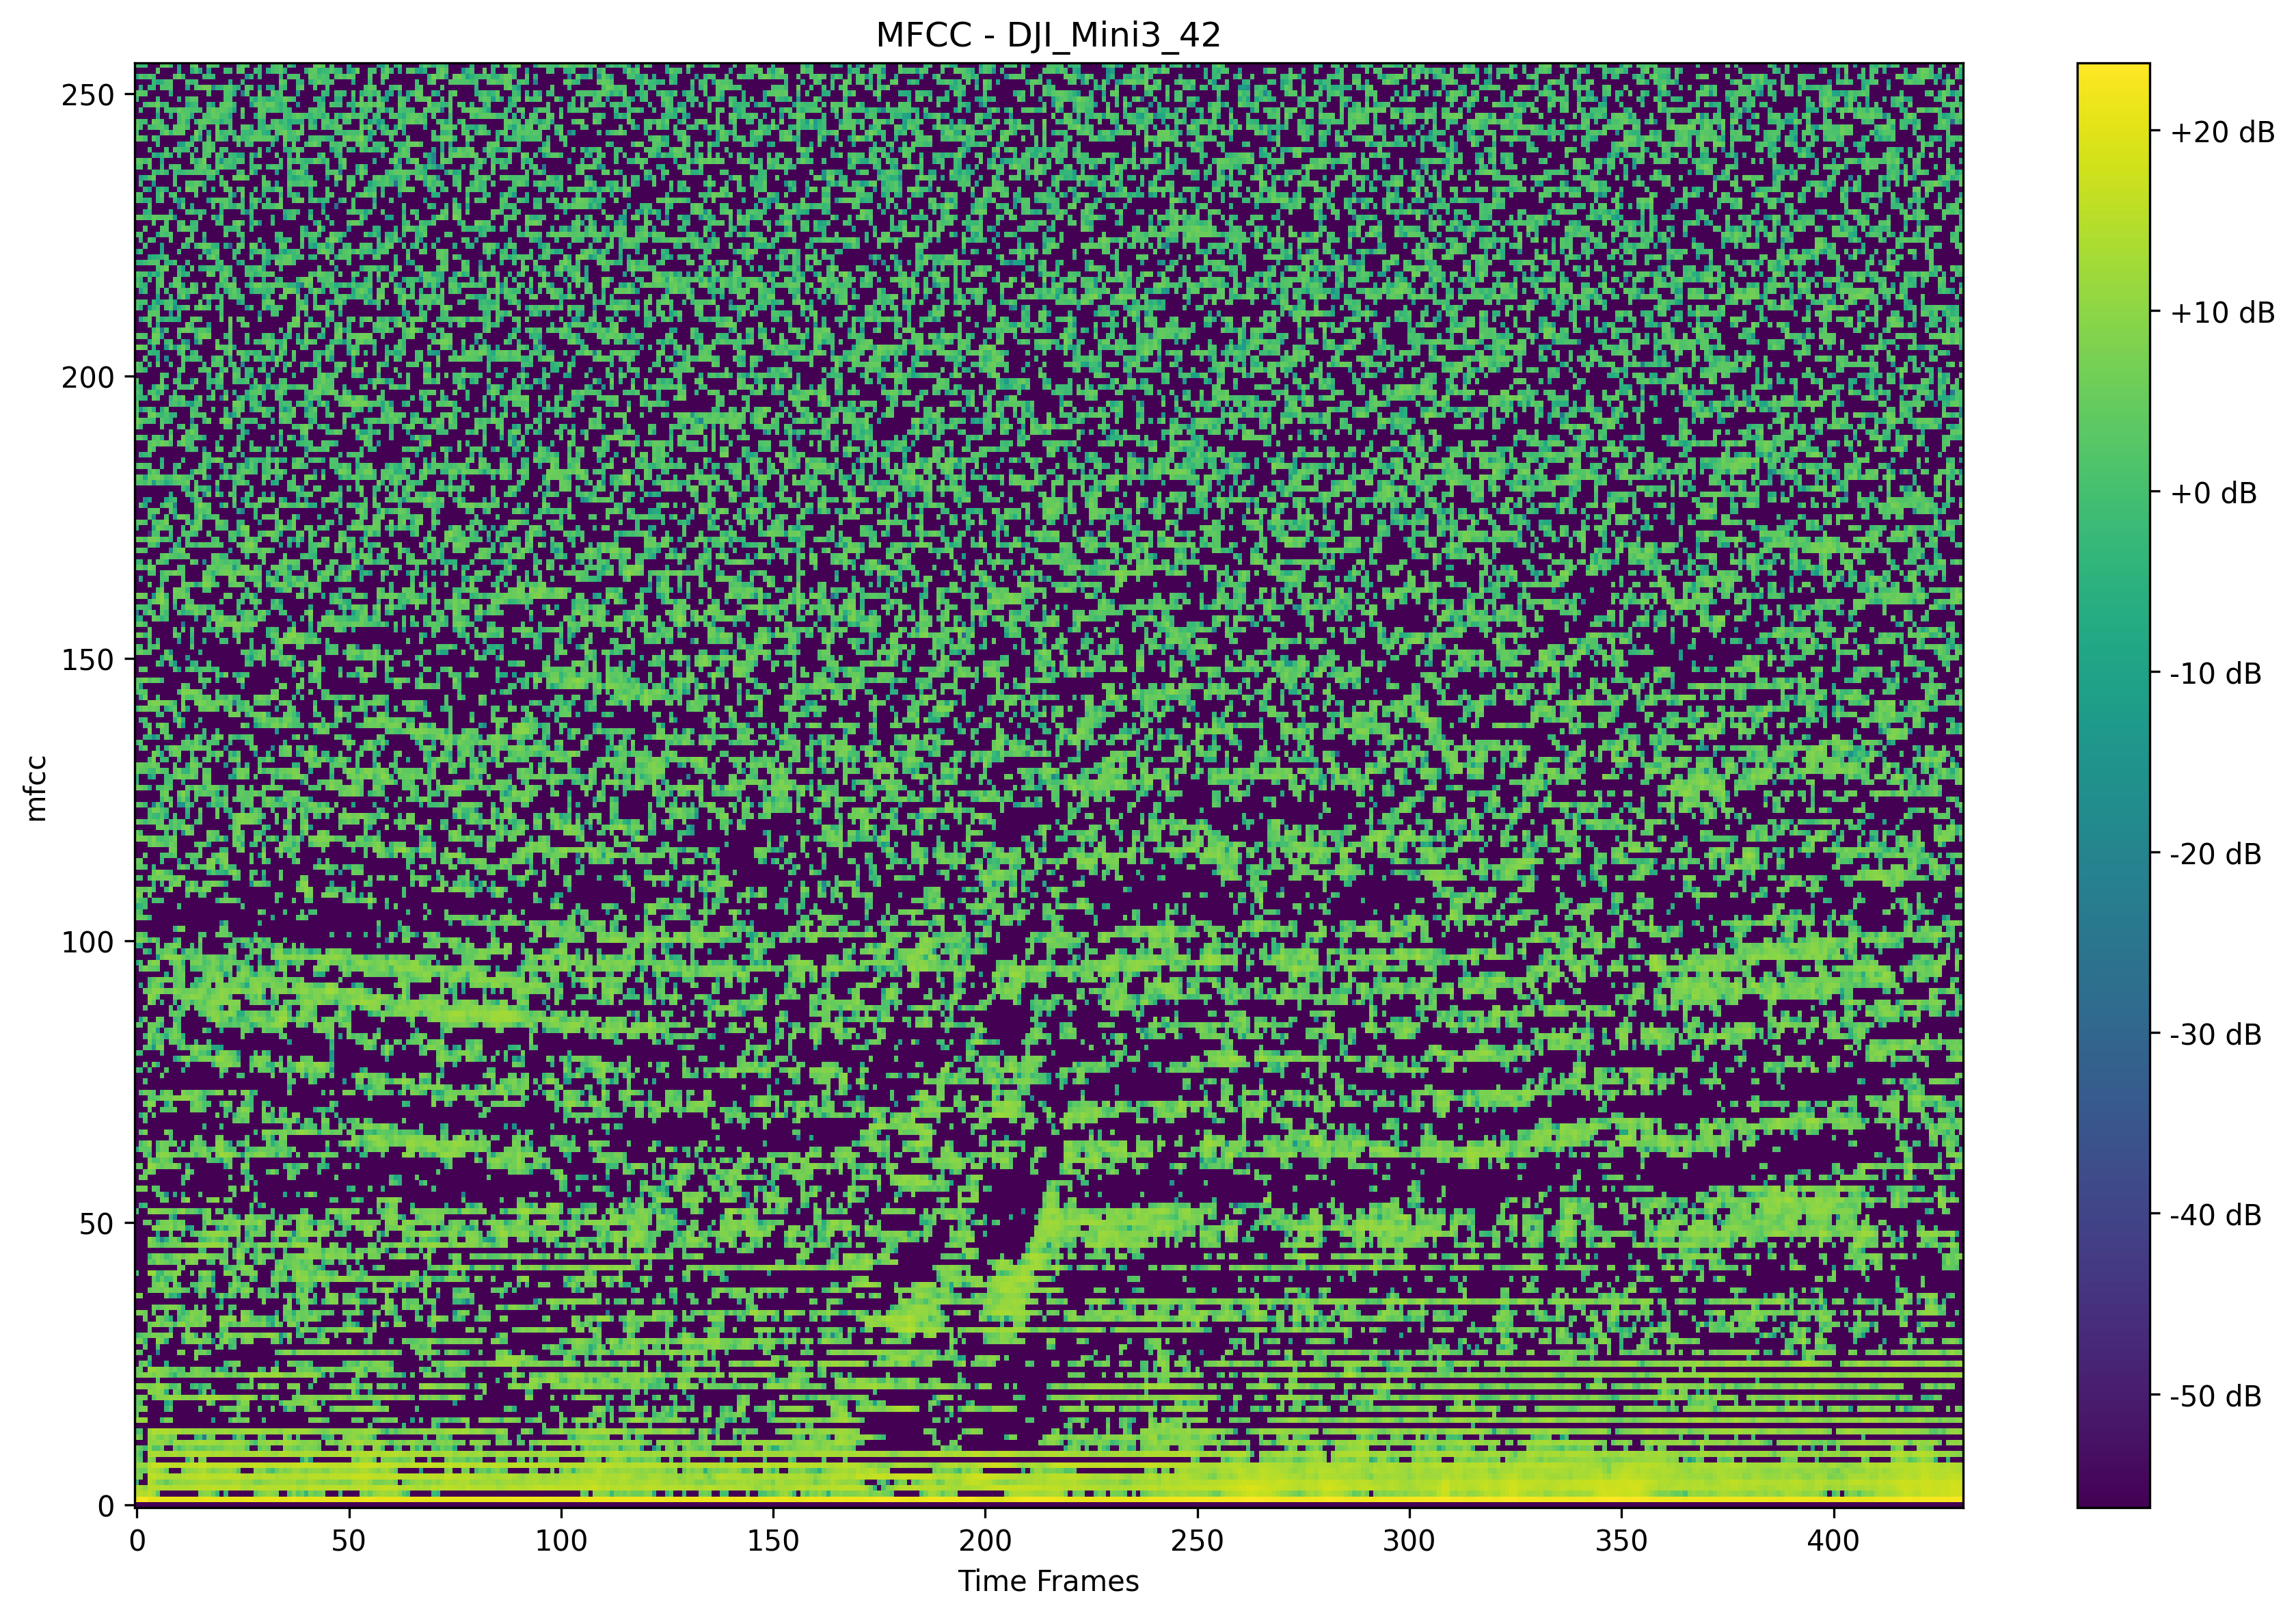 MFCC - DJI_Mini3_42
250
200
150
100
50
0
mfcc
0 50 100 150 200 250 300 350 400
Time Frames
+20 dB
+10 dB
+0 dB
-10 dB
-20 dB
-30 dB
-40 dB
-50 dB